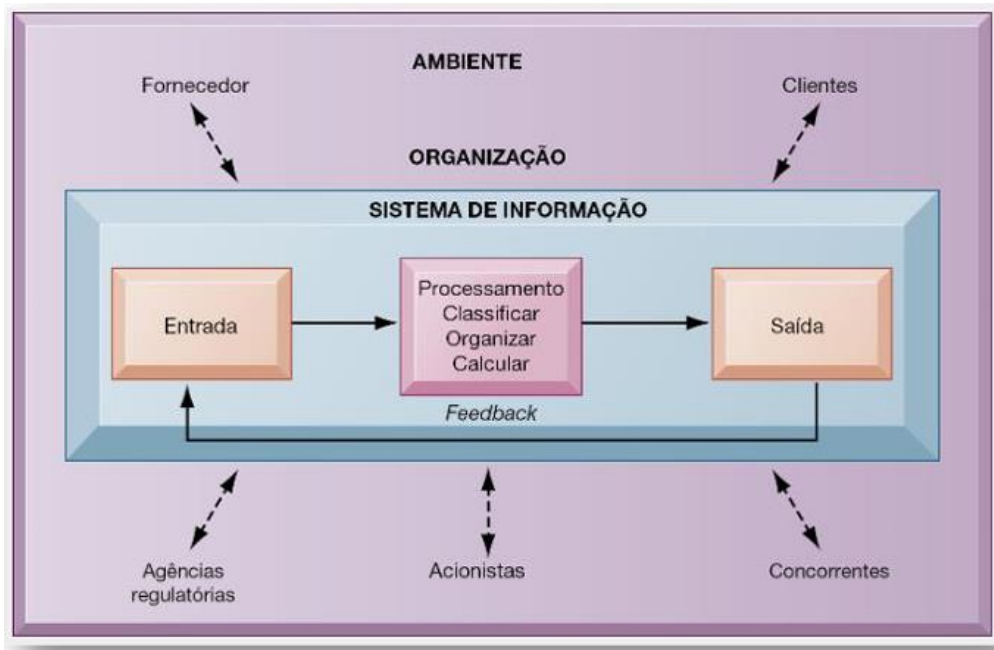 AMBIENTE
Fornecedor
Clientes
ORGANIZAÇÃO
SISTEMA DE INFORMAÇÃO
Entrada
Processamento
Classificar
Organizar
Calcular
Saída
Feedback
Agências
regulatórias
Acionistas
Concorrentes